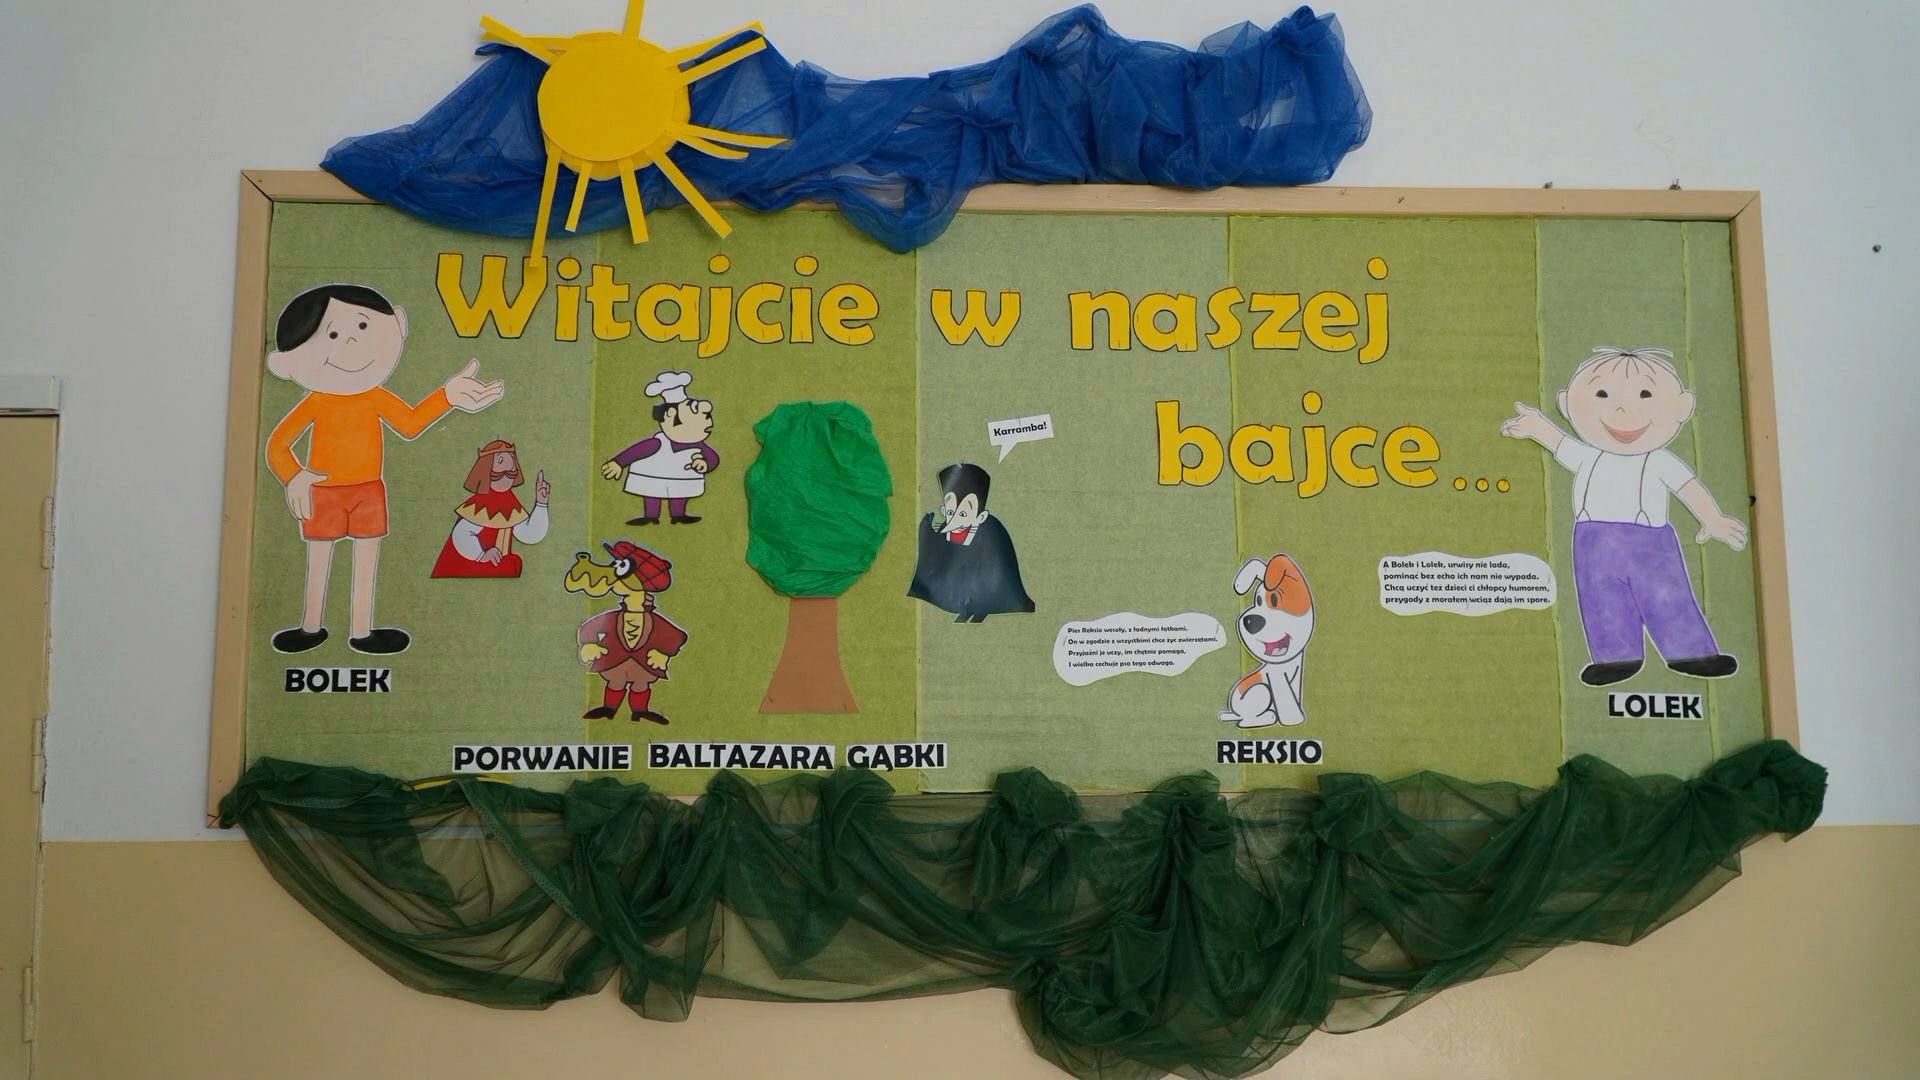 Witajcie w naszej
bajce...
Karramba!
A Bolek i Lolek, urwisy nie lada,
pominąć bez echa ich nam nie wypada.
Chcą uczyć też dzieci ci chłopcy humorem,
przygody z morałem wciąż dają im spore.
Pies Reksio wesoły, z ładnymi łatkami.
On w zgodzie z wszystkimi chce żyć zwierzętami.
Przyjaźni je uczy, im chętnie pomaga,
I wielka cechuje psa tego odwaga.
BOLEK
LOLEK
PORWANIE BALTAZARA GĄBKI
REKSIO